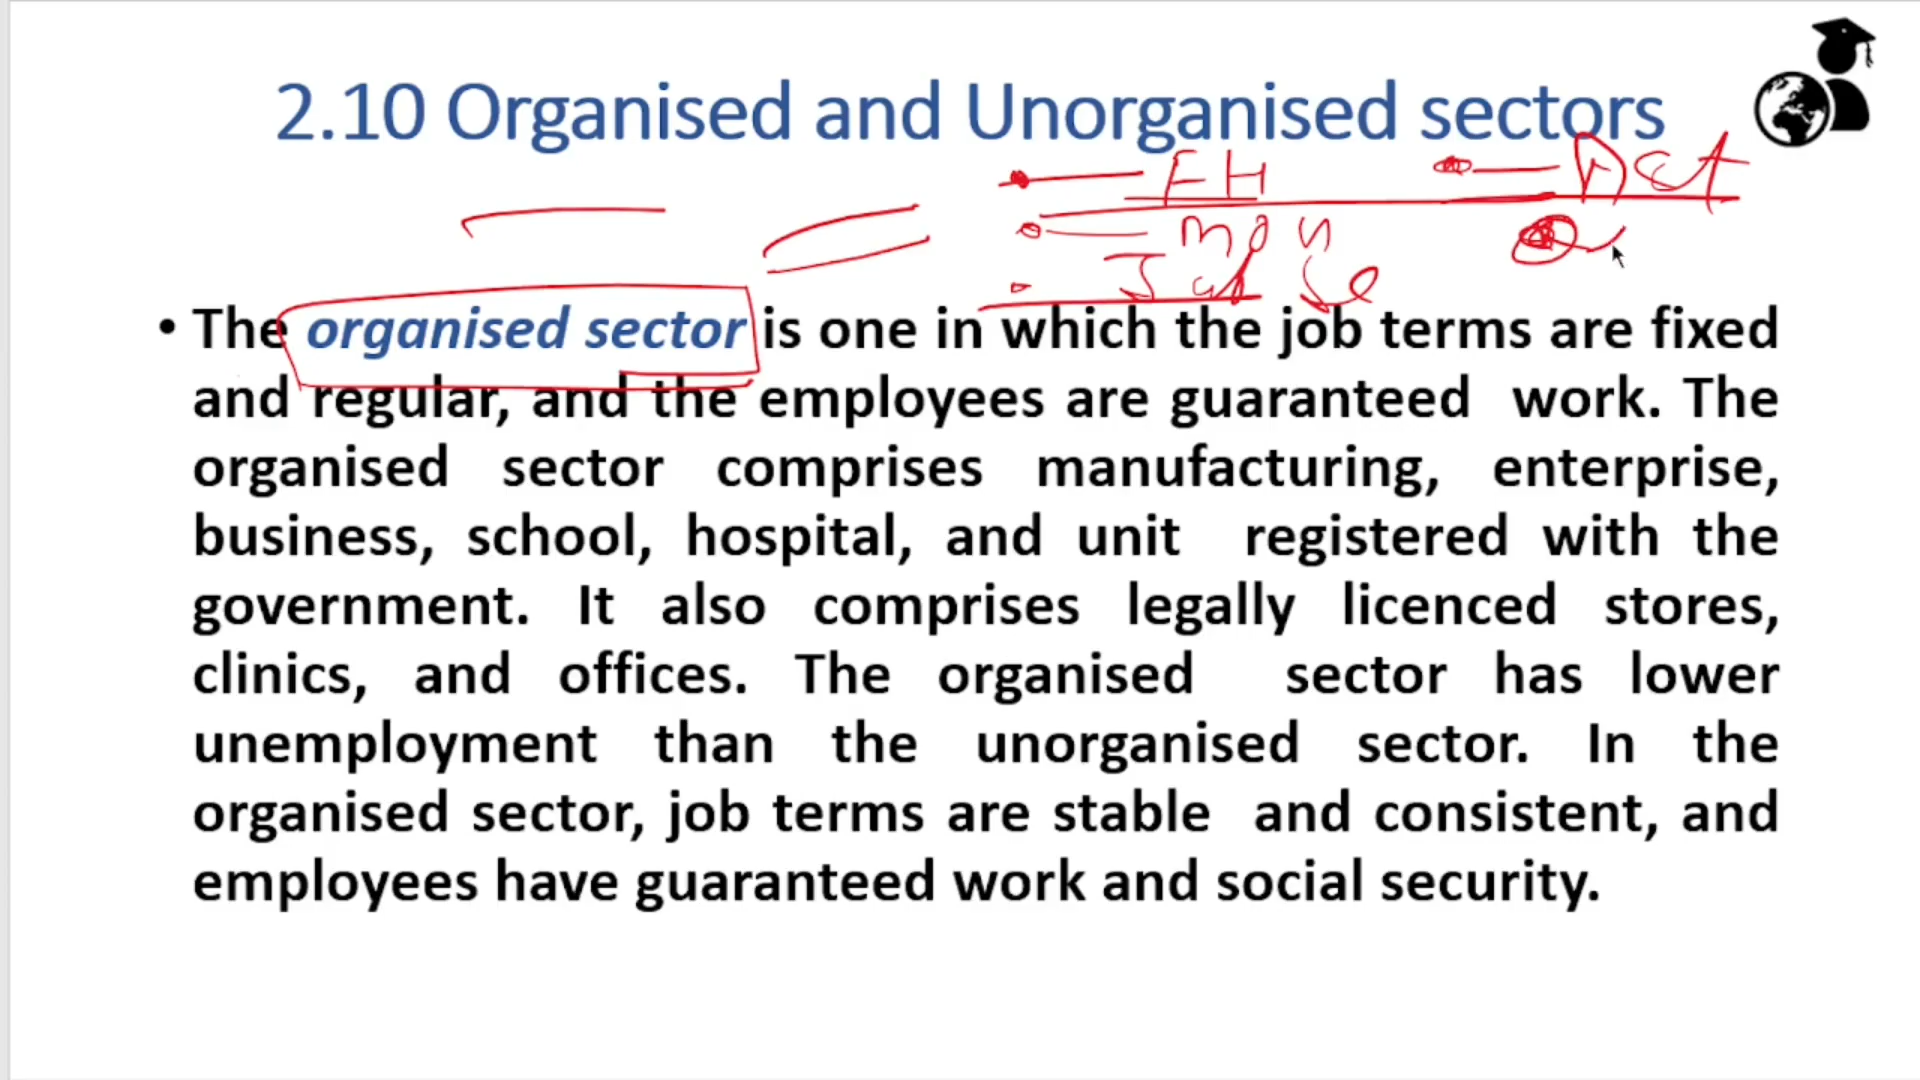 2.10 Organised and Unorganised sectors
FH
Act
mon
• The organised sector is one in which the job terms are fixed
and regular, and the employees are guaranteed work. The
organised sector comprises manufacturing, enterprise,
business, school, hospital, and unit registered with the
government. It also comprises legally licenced stores,
clinics, and offices. The organised sector has lower
unemployment than the unorganised sector. In the
organised sector, job terms are stable and consistent, and
employees have guaranteed work and social security.